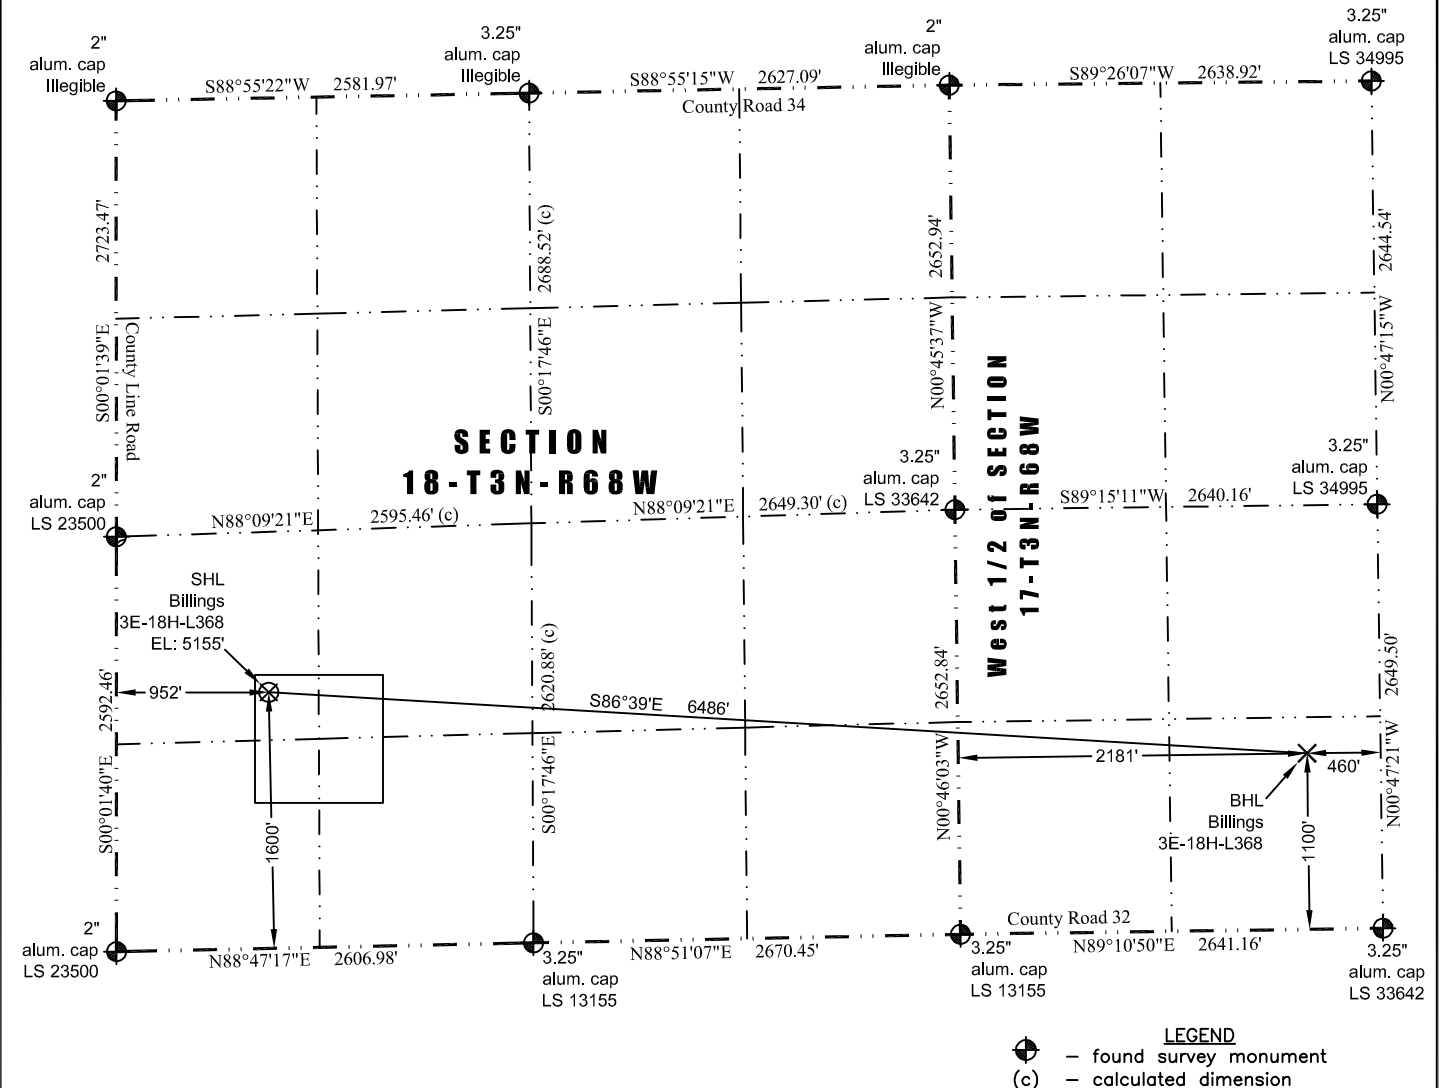 2"
alum. cap
Illegible
S88°55'22"W 2581.97'
3.25"
alum. cap
Illegible
S88°55'15"W 2627.09'
County Road 34
2"
alum. cap
Illegible
S89°26'07"W 2638.92'
3.25"
alum. cap
LS 34995
2723.47'
S00°01'39"E
County Line Road
2688.52' (c)
S00°17'46"E
2652.94'
N00°45'37"W
2644.54'
N00°47'15"W
SECTION
18-T3N-R68W
West 1/2 of SECTION
17-T3N-R68W
2"
alum. cap
LS 23500
N88°09'21"E 2595.46' (c)
N88°09'21"E 2649.30' (c)
3.25"
alum. cap
LS 33642
S89°15'11"W 2640.16'
3.25"
alum. cap
LS 34995
SHL
Billings
3E-18H-L368
EL: 5155'
952'
2592.46'
S00°01'40"E
1600'
2620.88' (c)
S00°17'46"E
S86°39'E 6486'
2652.84'
N00°46'03"W
2181'
460'
2649.50'
N00°47'21"W
BHL
Billings
3E-18H-L368
1100'
2"
alum. cap
LS 23500
N88°47'17"E 2606.98'
3.25"
alum. cap
LS 13155
N88°51'07"E 2670.45'
County Road 32
3.25"
alum. cap
LS 13155
N89°10'50"E 2641.16'
3.25"
alum. cap
LS 33642
LEGEND
– found survey monument
(c) – calculated dimension